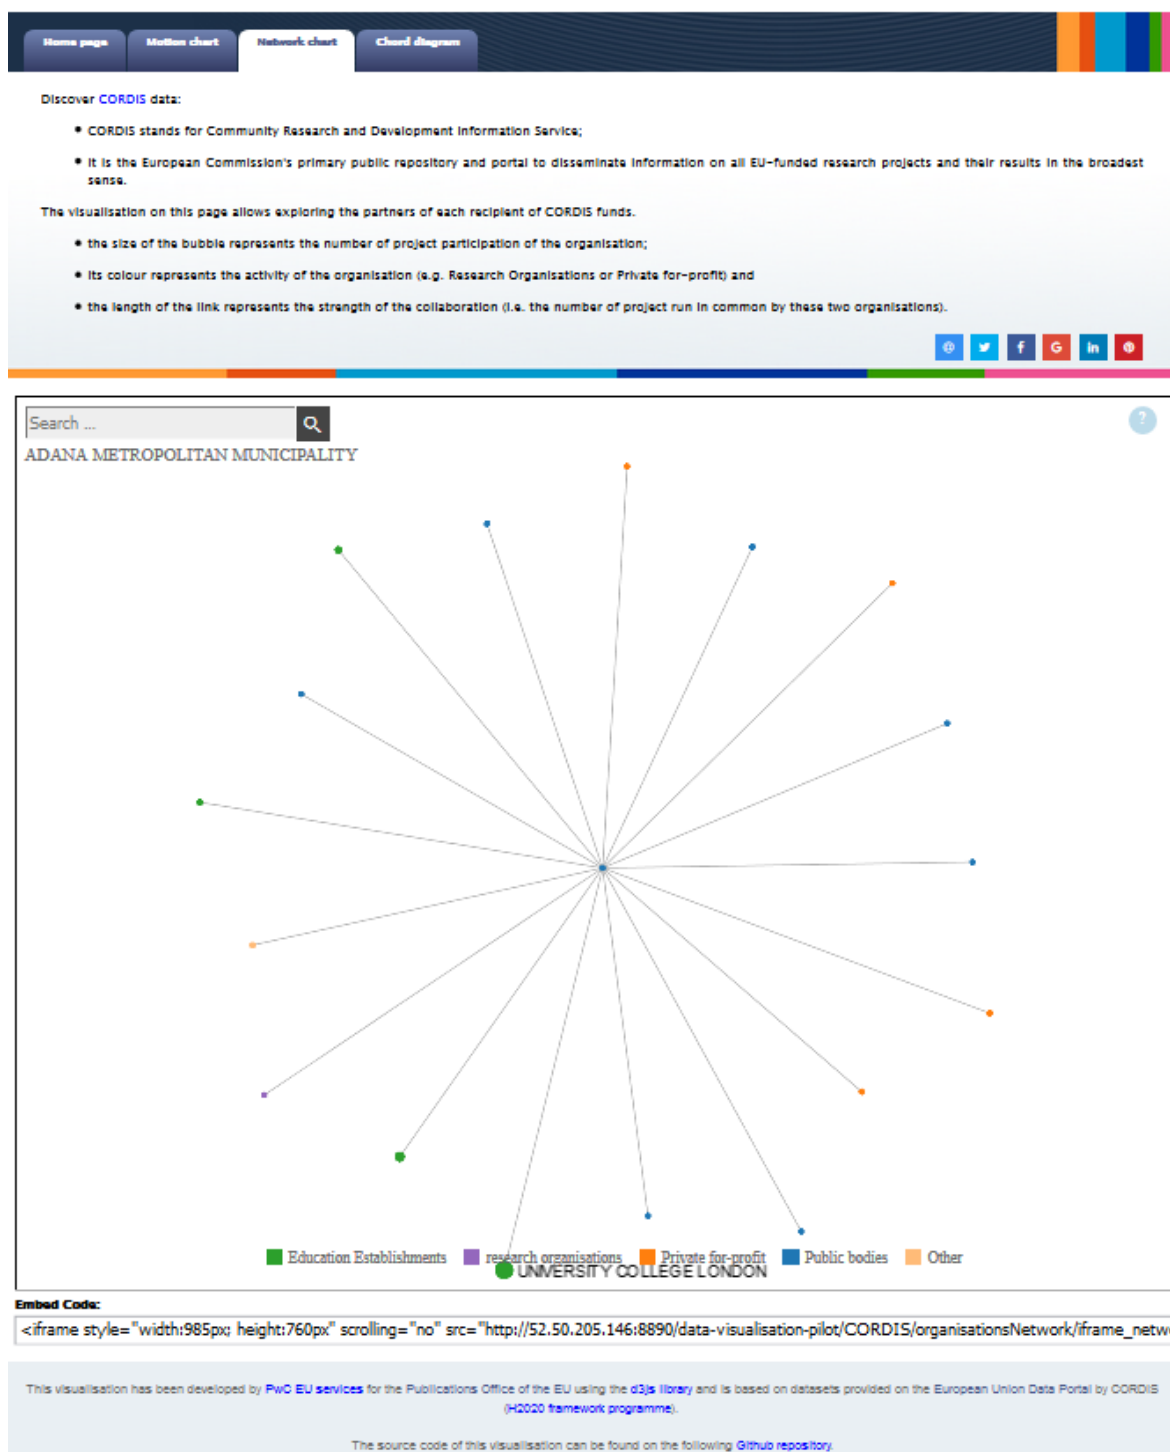 Home page Motion chart Network chart Chord diagram
Discover CORDIS data:
• CORDIS stands for Community Research and Development Information Service;
• It is the European Commission's primary public repository and portal to disseminate information on all EU-funded research projects and their results in the broadest
sense.
The visualisation on this page allows exploring the partners of each recipient of CORDIS funds.
• the size of the bubble represents the number of project participation of the organisation;
• its colour represents the activity of the organisation (e.g. Research Organisations or Private for-profit) and
• the length of the link represents the strength of the collaboration (i.e. the number of project run in common by these two organisations).
@ f G in
Search ...
?
ADANA METROPOLITAN MUNICIPALITY
Education Establishments research organisations Private for-profit Public bodies Other
UNIVERSITY COLLEGE LONDON
Embed Code:
<iframe style="width:985px; height:760px" scrolling="no" src="http://52.50.205.146:8890/data-visualisation-pilot/CORDIS/organisationsNetwork/iframe_netw
This visualisation has been developed by PwC EU services for the Publications Office of the EU using the d3js library and is based on datasets provided on the European Union Data Portal by CORDIS
(H2020 framework programme).
The source code of this visualisation can be found on the following Github repository.